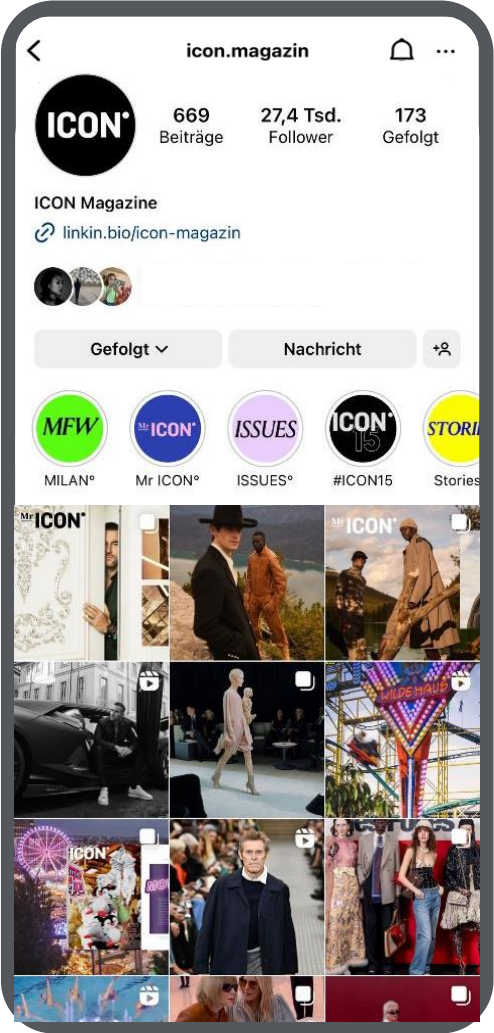 icon.magazin
ICON°
669
27,4 Tsd.
173
Beiträge
Follower
Gefolgt
ICON Magazine
linkin.bio/icon-magazin
Gefolgt
Nachricht
MFW
Mr ICON°
ISSUES
ICON°
15
STORI
MILAN°
Mr ICON°
ISSUES°
#ICON15
Stories
Mr ICON°
Mr ICON°
WILDE MAUS
ICON